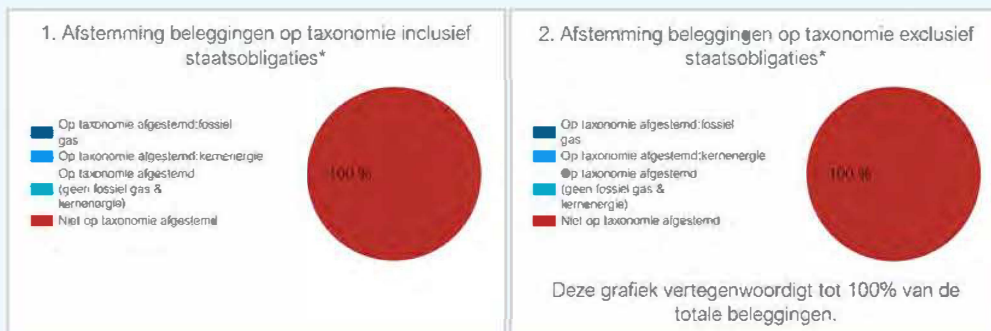 1. Afstemming beleggingen op taxonomie inclusief
staatsobligaties*
Op taxonomie afgestemd:fossiel
gas
Op taxonomie afgestemd:kernenergie
Op taxonomie afgestemd
(geen fossiel gas &
kernenergie)
Niet op taxonomie afgestemd
100 %
2. Afstemming beleggingen op taxonomie exclusief
staatsobligaties*
Op taxonomie afgestemd:fossiel
gas
Op taxonomie afgestemd:kernenergie
Op taxonomie afgestemd
(geen fossiel gas &
kernenergie)
Niet op taxonomie afgestemd
100 %
Deze grafiek vertegenwoordigt tot 100% van de
totale beleggingen.